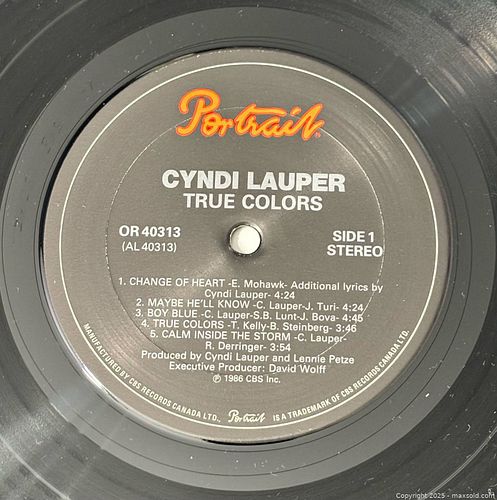 Portrait
CYNDI LAUPER
TRUE COLORS
OR 40313
(AL 40313)
SIDE 1
STEREO
1. CHANGE OF HEART -E. Mohawk- Additional lyrics by
Cyndi Lauper- 4:24
2. MAYBE HE'LL KNOW -C. Lauper-J. Turi- 4:24
3. BOY BLUE -C. Lauper-S.B. Lunt-J. Bova- 4:45
4. TRUE COLORS -T. Kelly-B. Steinberg- 3:46
5. CALM INSIDE THE STORM -C. Lauper-
R. Derringer- 3:54
Produced by Cyndi Lauper and Lennie Petze
Executive Producer: David Wolff
℗ 1986 CBS Inc.
MANUFACTURED BY CBS RECORDS CANADA LTD., Portrait IS A TRADEMARK OF CBS RECORDS CANADA LTD.
Copyright 2025 - maxsold.com